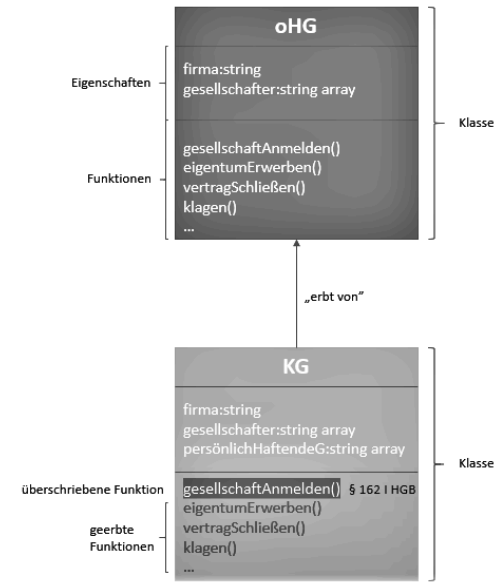 oHG
Eigenschaften
firma:string
gesellschafter:string array
Klasse
Funktionen
gesellschaftAnmelden()
eigentumErwerben()
vertragSchließen()
klagen()
...
„erbt von“
KG
firma:string
gesellschafter:string array
persönlichHaftendeG:string array
Klasse
überschriebene Funktion gesellschaftAnmelden() § 162 I HGB
geerbte
Funktionen
eigentumErwerben()
vertragSchließen()
klagen()
...